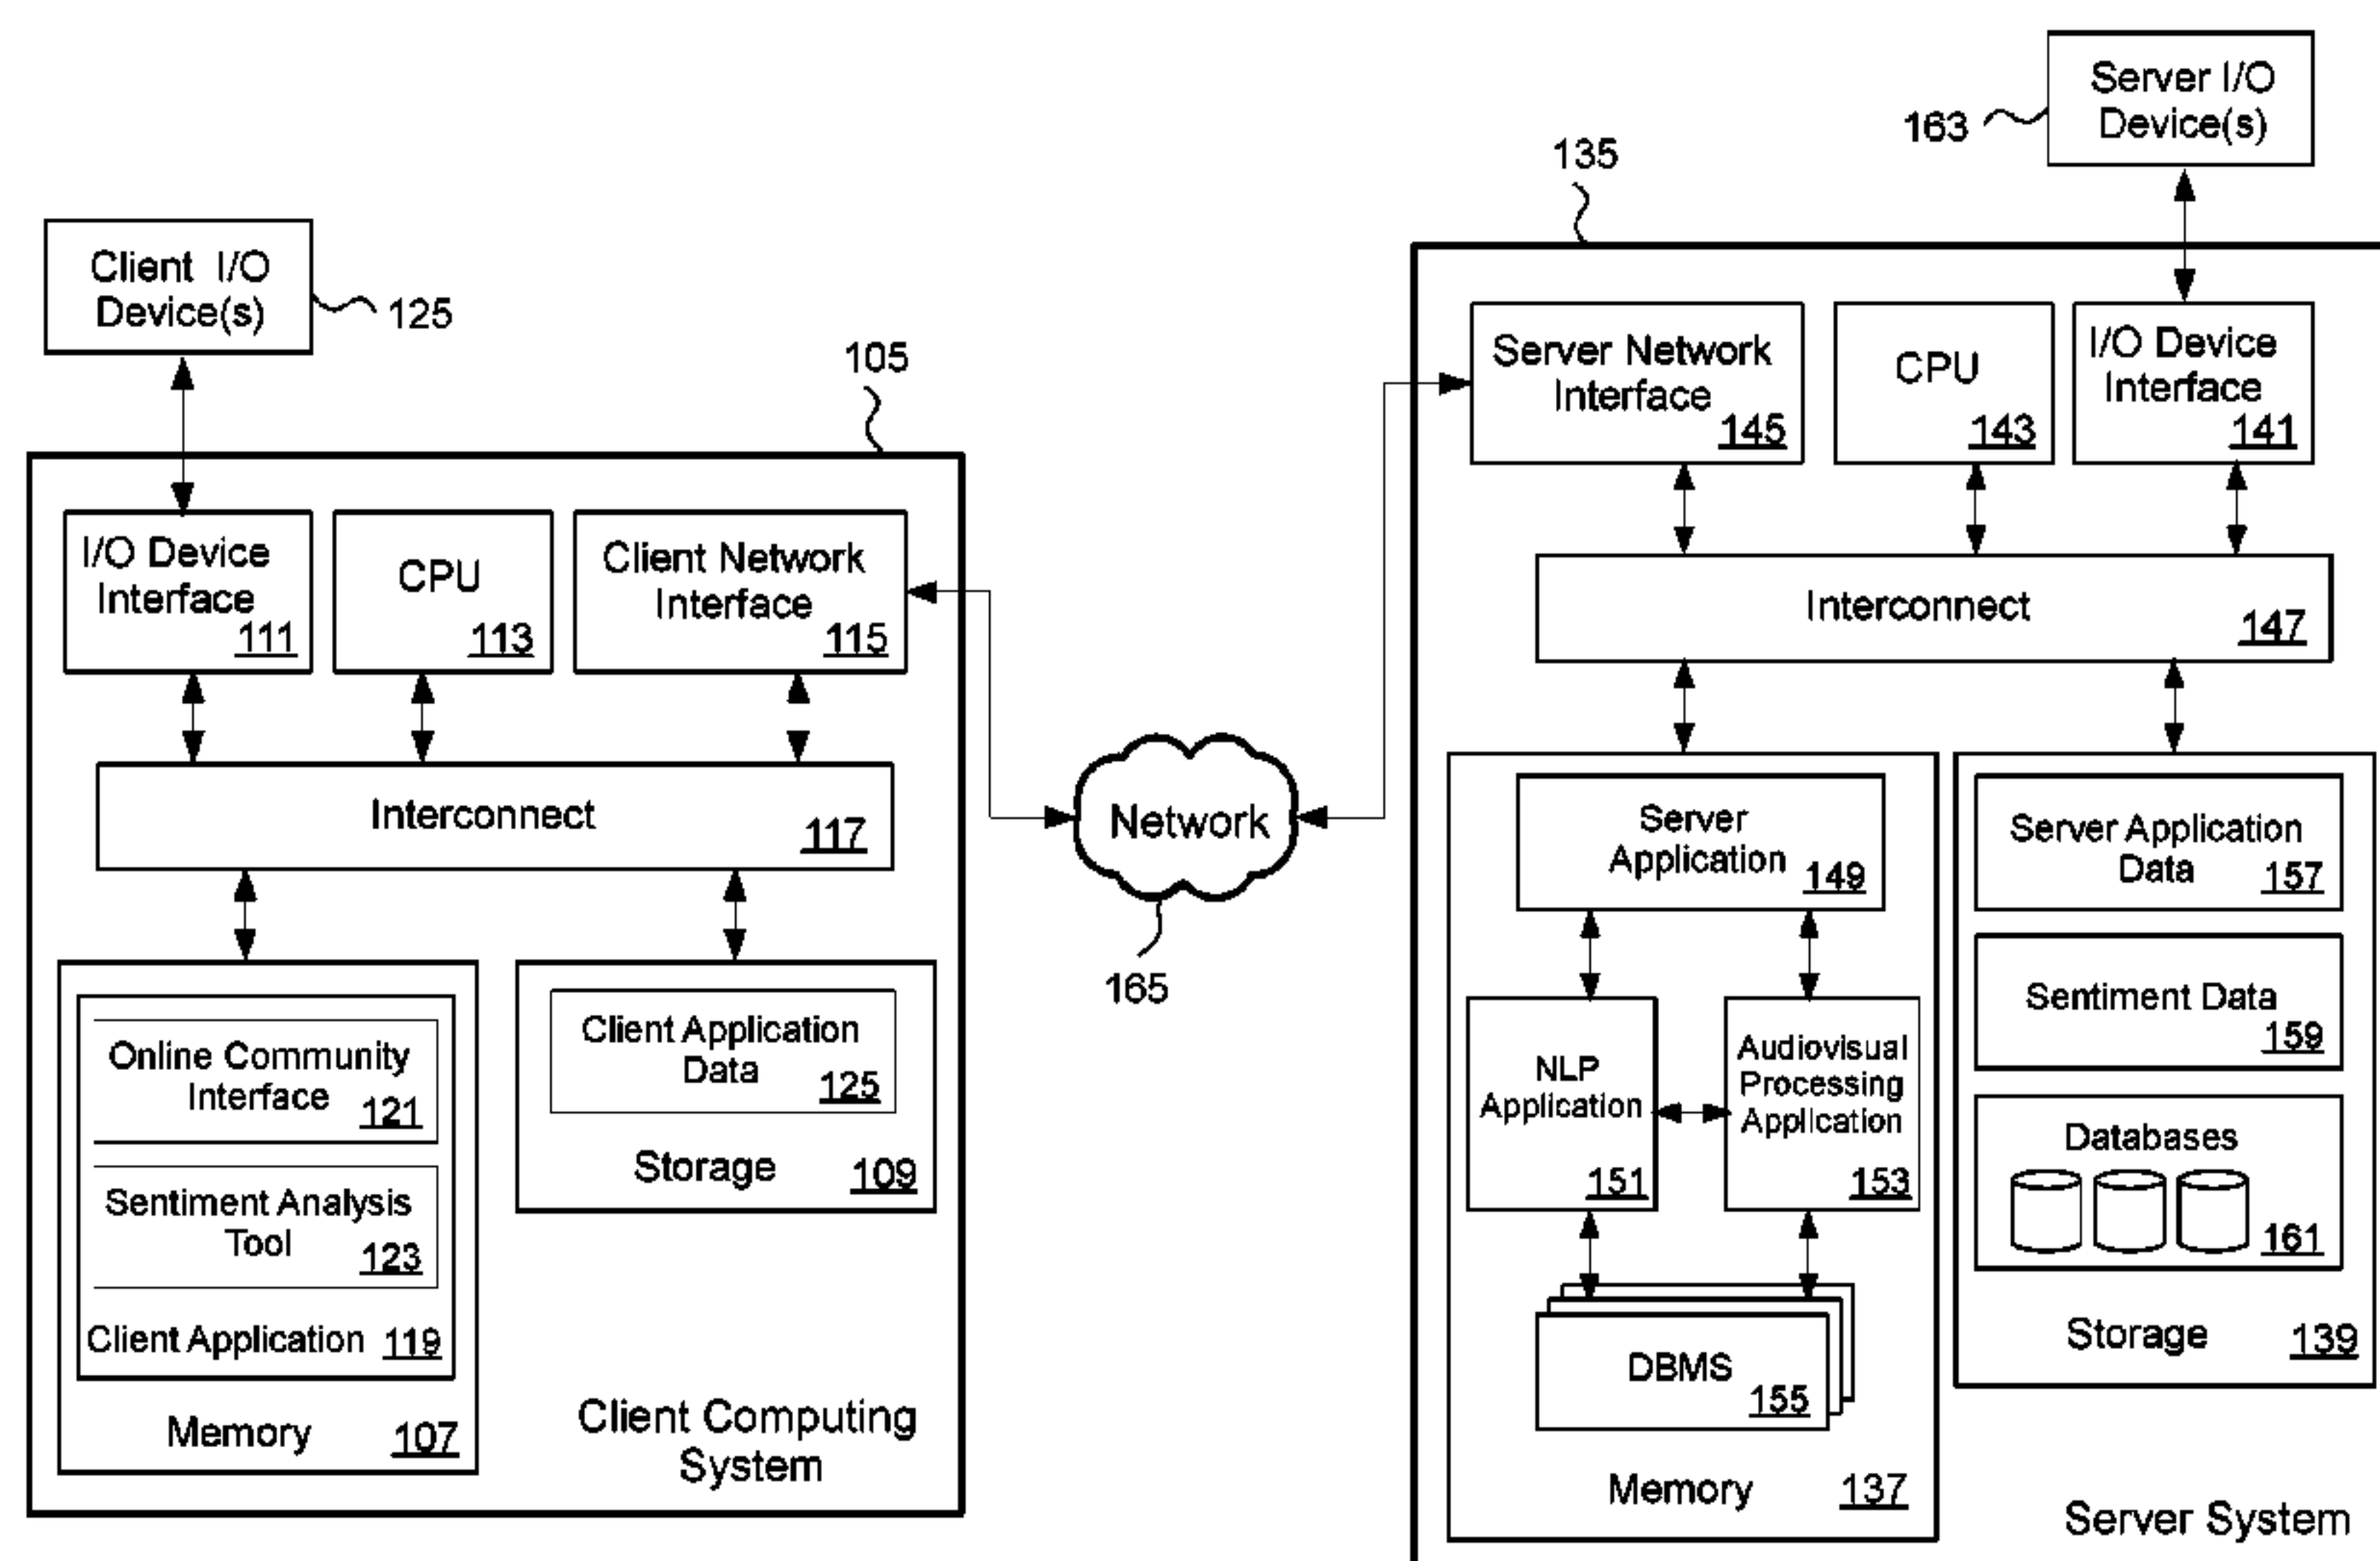 Server I/O
Device(s)
163
135
Client I/O
Device(s)
125
105
Server Network
Interface
145
CPU
143
I/O Device
Interface
141
I/O Device
Interface
111
CPU
113
Client Network
Interface
115
Interconnect
147
Interconnect
117
Network
165
Server
Application
149
Server Application
Data
157
Online Community
Interface
121
Sentiment Analysis
Tool
123
Client Application
119
Memory
107
Client Application
Data
125
Storage
109
Client Computing
System
NLP
Application
151
Audiovisual
Processing
Application
153
DBMS
155
Memory
137
Sentiment Data
159
Databases
161
Storage
139
Server System